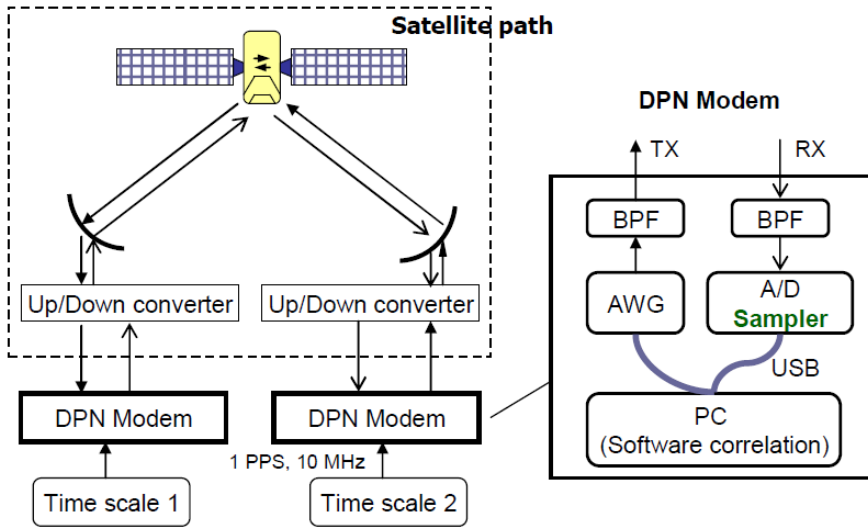 Satellite path
DPN Modem
TX
RX
BPF
BPF
Up/Down converter
Up/Down converter
AWG
A/D
Sampler
USB
DPN Modem
DPN Modem
PC
(Software correlation)
1 PPS, 10 MHz
Time scale 1
Time scale 2